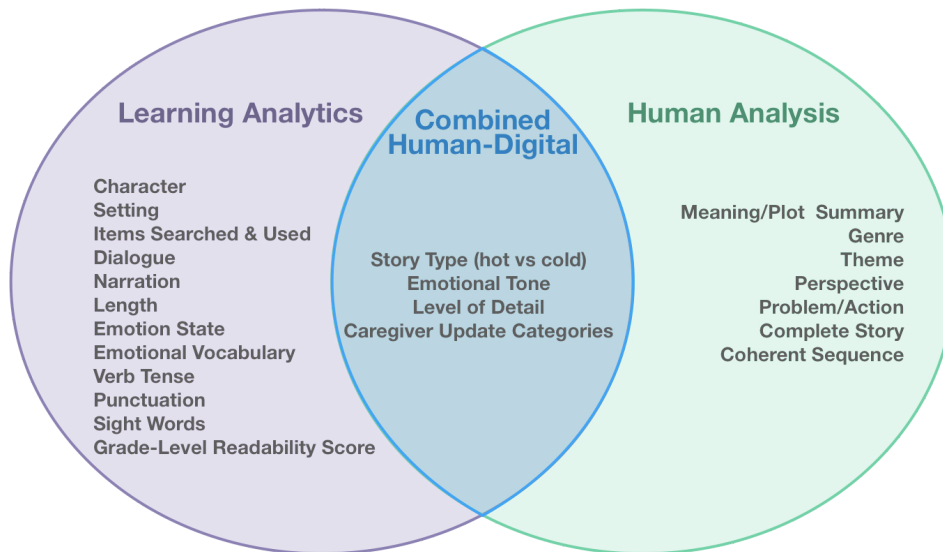 Learning Analytics
Character
Setting
Items Searched & Used
Dialogue
Narration
Length
Emotion State
Emotional Vocabulary
Verb Tense
Punctuation
Sight Words
Grade-Level Readability Score
Combined
Human-Digital
Story Type (hot vs cold)
Emotional Tone
Level of Detail
Caregiver Update Categories
Human Analysis
Meaning/Plot Summary
Genre
Theme
Perspective
Problem/Action
Complete Story
Coherent Sequence